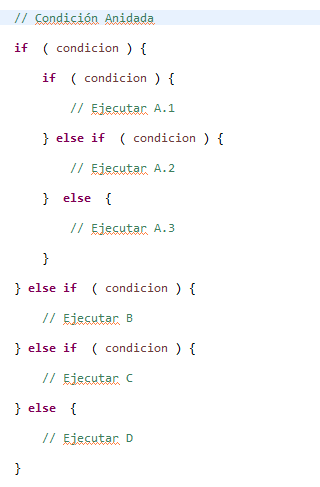 // Condición Anidada
if ( condicion ) {
if ( condicion ) {
// Ejecutar A.1
} else if ( condicion ) {
// Ejecutar A.2
} else {
// Ejecutar A.3
}
} else if ( condicion ) {
// Ejecutar B
} else if ( condicion ) {
// Ejecutar C
} else {
// Ejecutar D
}